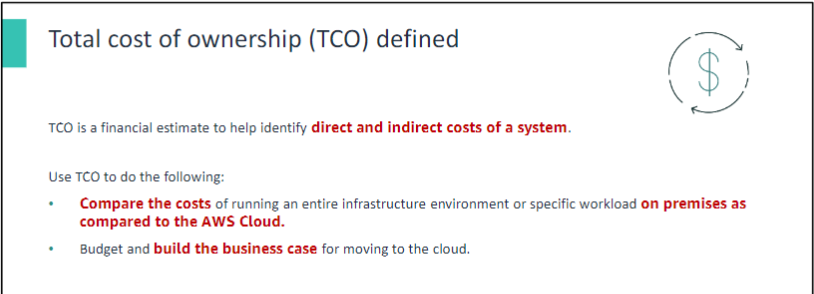 Total cost of ownership (TCO) defined
$
TCO is a financial estimate to help identify direct and indirect costs of a system.
Use TCO to do the following:
• Compare the costs of running an entire infrastructure environment or specific workload on premises as
compared to the AWS Cloud.
• Budget and build the business case for moving to the cloud.